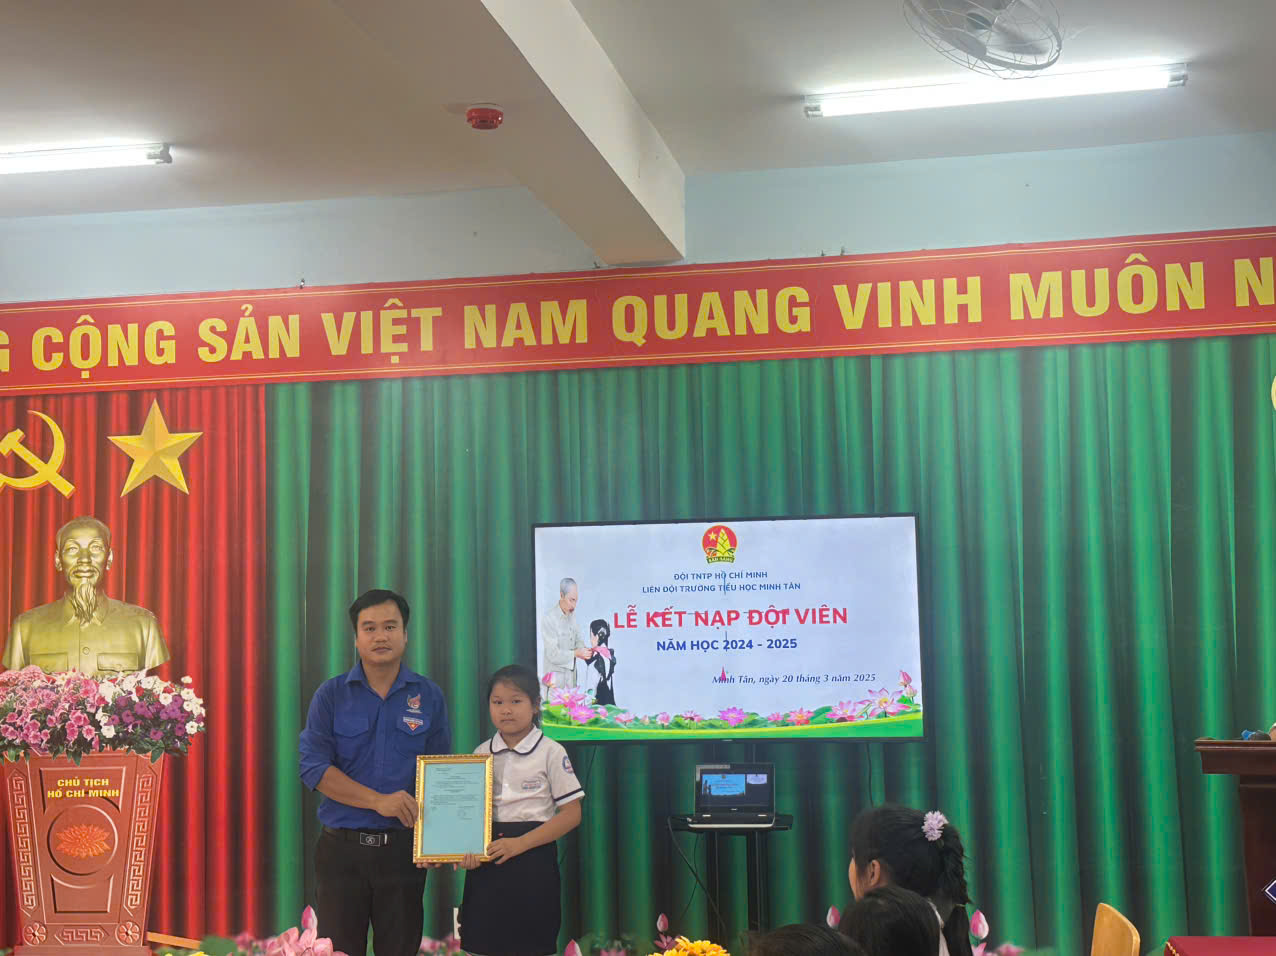 CỘNG SẢN VIỆT NAM QUANG VINH MUÔN N
ĐỘI TNTP HỒ CHÍ MINH
LIÊN ĐỘI TRƯỜNG TIỂU HỌC MINH TÂN
LỄ KẾT NẠP ĐỘI VIÊN
NĂM HỌC 2024 - 2025
Minh Tân, ngày 20 tháng 3 năm 2025
CHỦ TỊCH
HỒ CHÍ MINH